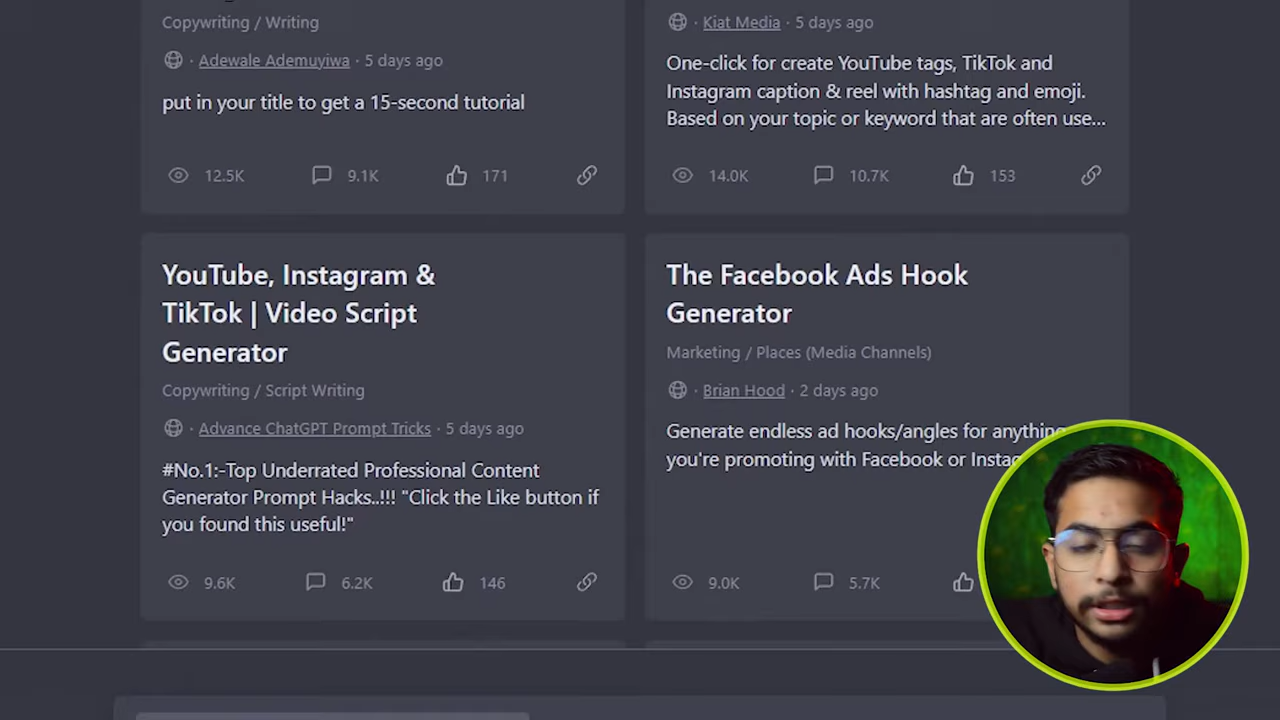 Copywriting / Writing
· Adewale Ademuyiwa · 5 days ago
put in your title to get a 15-second tutorial
12.5K 9.1K 171
· Kiat Media · 5 days ago
One-click for create YouTube tags, TikTok and
Instagram caption & reel with hashtag and emoji.
Based on your topic or keyword that are often use...
14.0K 10.7K 153
YouTube, Instagram &
TikTok | Video Script
Generator
Copywriting / Script Writing
· Advance ChatGPT Prompt Tricks · 5 days ago
#No.1:-Top Underrated Professional Content
Generator Prompt Hacks..!!! "Click the Like button if
you found this useful!"
9.6K 6.2K 146
The Facebook Ads Hook
Generator
Marketing / Places (Media Channels)
· Brian Hood · 2 days ago
Generate endless ad hooks/angles for anything
you're promoting with Facebook or
9.0K 5.7K